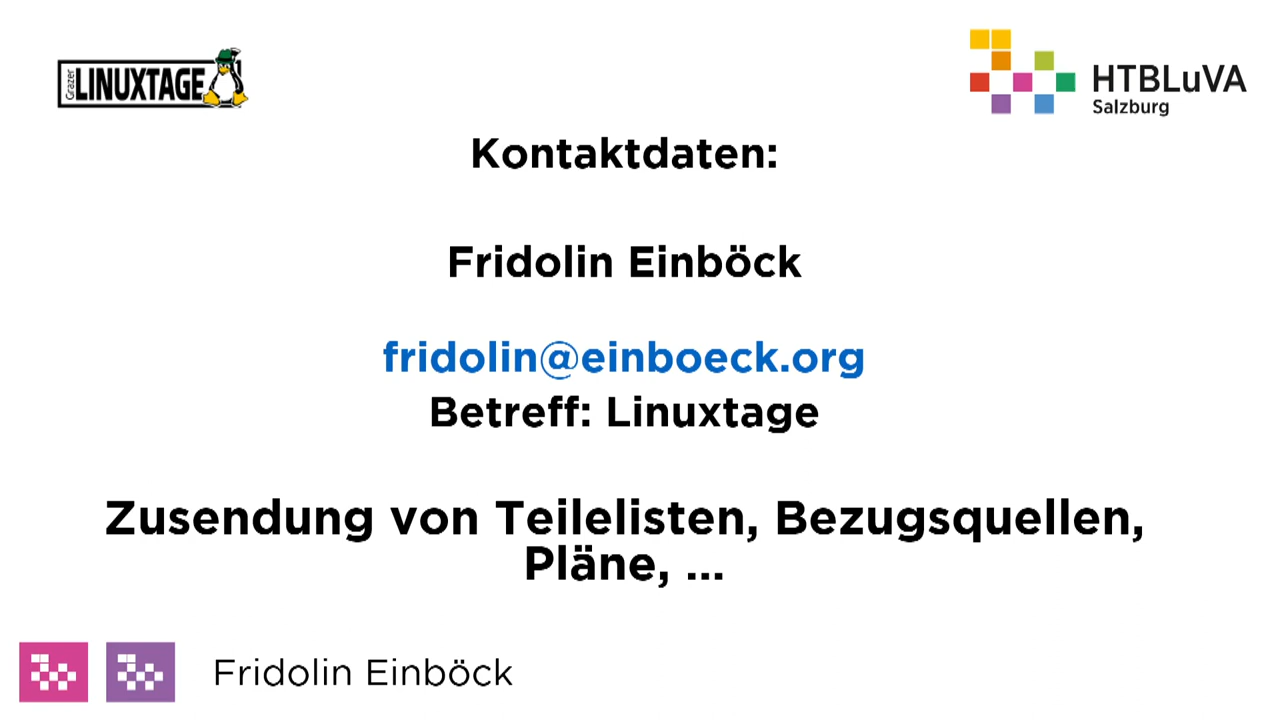 Grazer
LINUXTAGE
HTBLuVA
Salzburg
Kontaktdaten:
Fridolin Einböck
fridolin@einboeck.org
Betreff: Linuxtage
Zusendung von Teilelisten, Bezugsquellen,
Pläne, ...
Fridolin Einböck